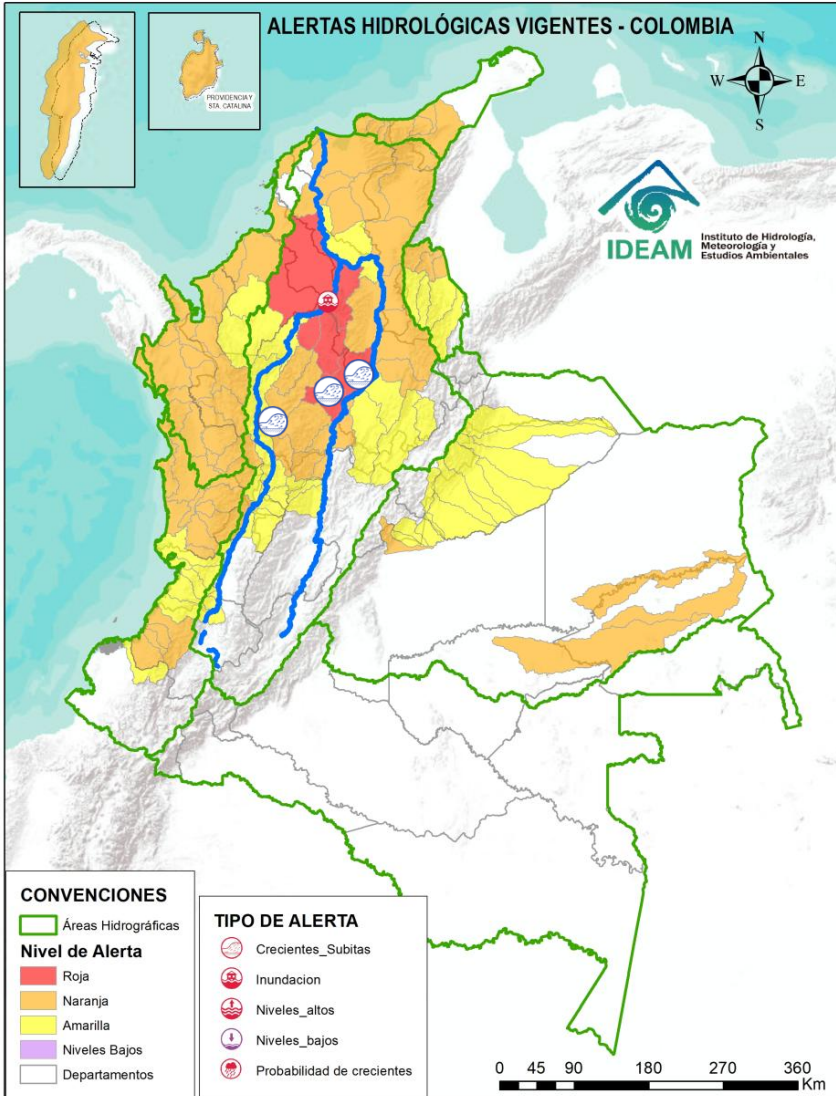 ALERTAS HIDROLÓGICAS VIGENTES - COLOMBIA
PROVIDENCIA Y
STA. CATALINA
N
W
E
S
IDEAM
Instituto de Hidrología,
Meteorología y
Estudios Ambientales
CONVENCIONES
Áreas Hidrográficas
Nivel de Alerta
Roja
Naranja
Amarilla
Niveles Bajos
Departamentos
TIPO DE ALERTA
Crecientes_Subitas
Inundacion
Niveles_altos
Niveles_bajos
Probabilidad de crecientes
0 45 90 180 270 360
Km